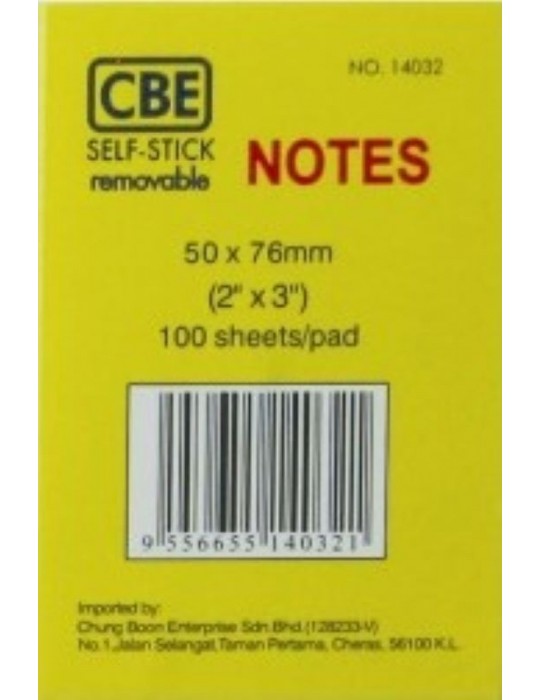 CBE
NO. 14032
SELF-STICK
removable
NOTES
50 x 76mm
(2" x 3")
100 sheets/pad
9 556655 140321
Imported by:
Chung Boon Enterprise Sdn.Bhd.(128233-V)
No.1,Jalan Selangat,Taman Pertama, Cheras, 56100 K.L.